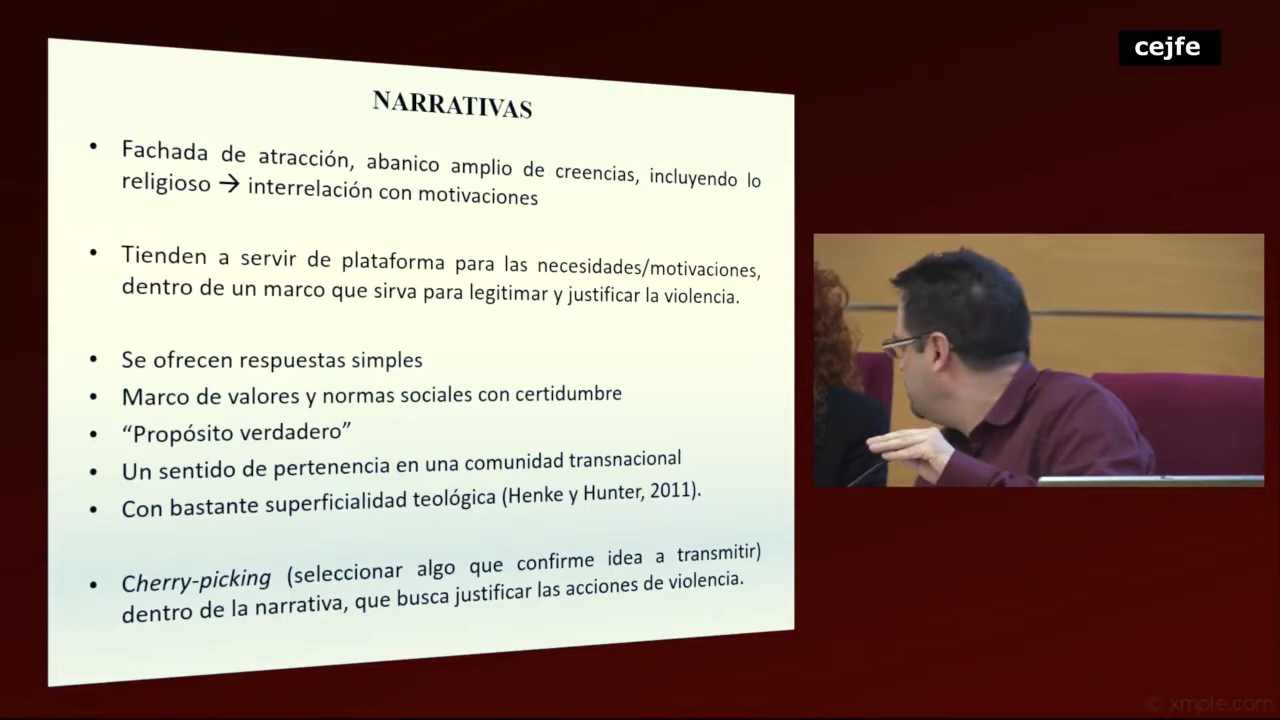 cejfe
NARRATIVAS
• Fachada de atracción, abanico amplio de creencias, incluyendo lo
religioso → interrelación con motivaciones
• Tienden a servir de plataforma para las necesidades/motivaciones,
dentro de un marco que sirva para legitimar y justificar la violencia.
• Se ofrecen respuestas simples
• Marco de valores y normas sociales con certidumbre
• “Propósito verdadero”
• Un sentido de pertenencia en una comunidad transnacional
• Con bastante superficialidad teológica (Henke y Hunter, 2011).
• Cherry-picking (seleccionar algo que confirme idea a transmitir)
dentro de la narrativa, que busca justificar las acciones de violencia.
© xmple.com